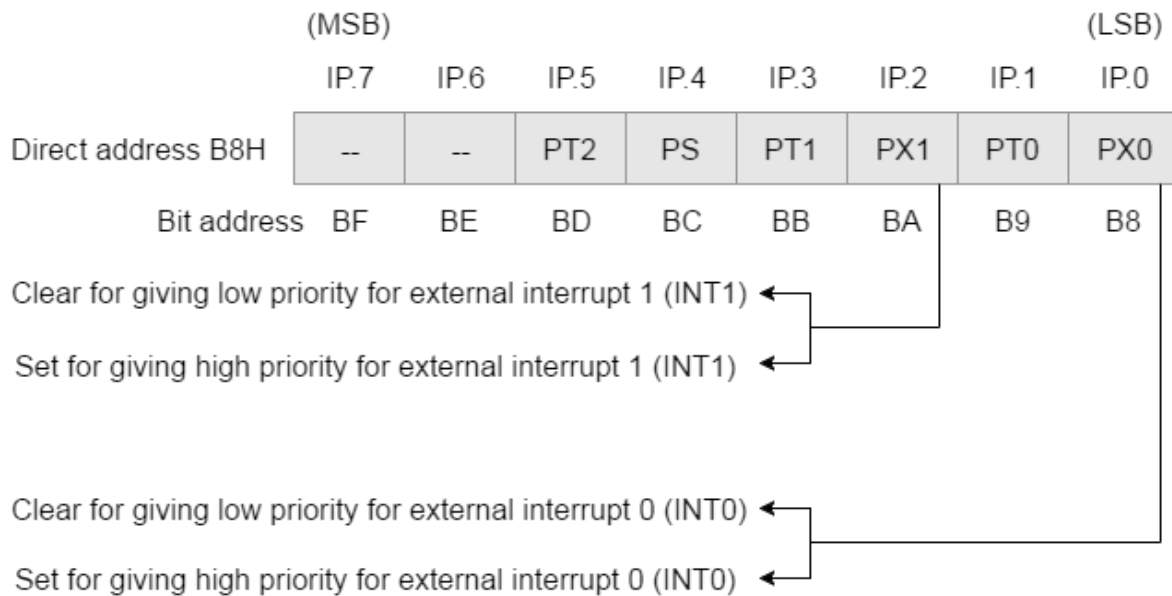 (MSB) (LSB)
IP.7 IP.6 IP.5 IP.4 IP.3 IP.2 IP.1 IP.0
Direct address B8H -- -- PT2 PS PT1 PX1 PT0 PX0
Bit address BF BE BD BC BB BA B9 B8
Clear for giving low priority for external interrupt 1 (INT1)
Set for giving high priority for external interrupt 1 (INT1)
Clear for giving low priority for external interrupt 0 (INT0)
Set for giving high priority for external interrupt 0 (INT0)